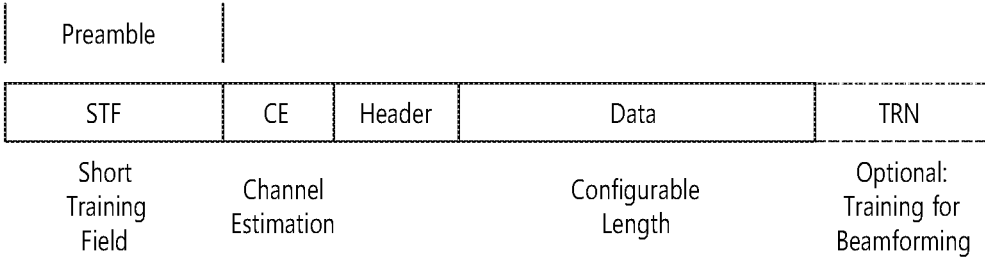 Preamble
STF CE Header Data TRN
Short
Training
Field
Channel
Estimation
Configurable
Length
Optional:
Training for
Beamforming